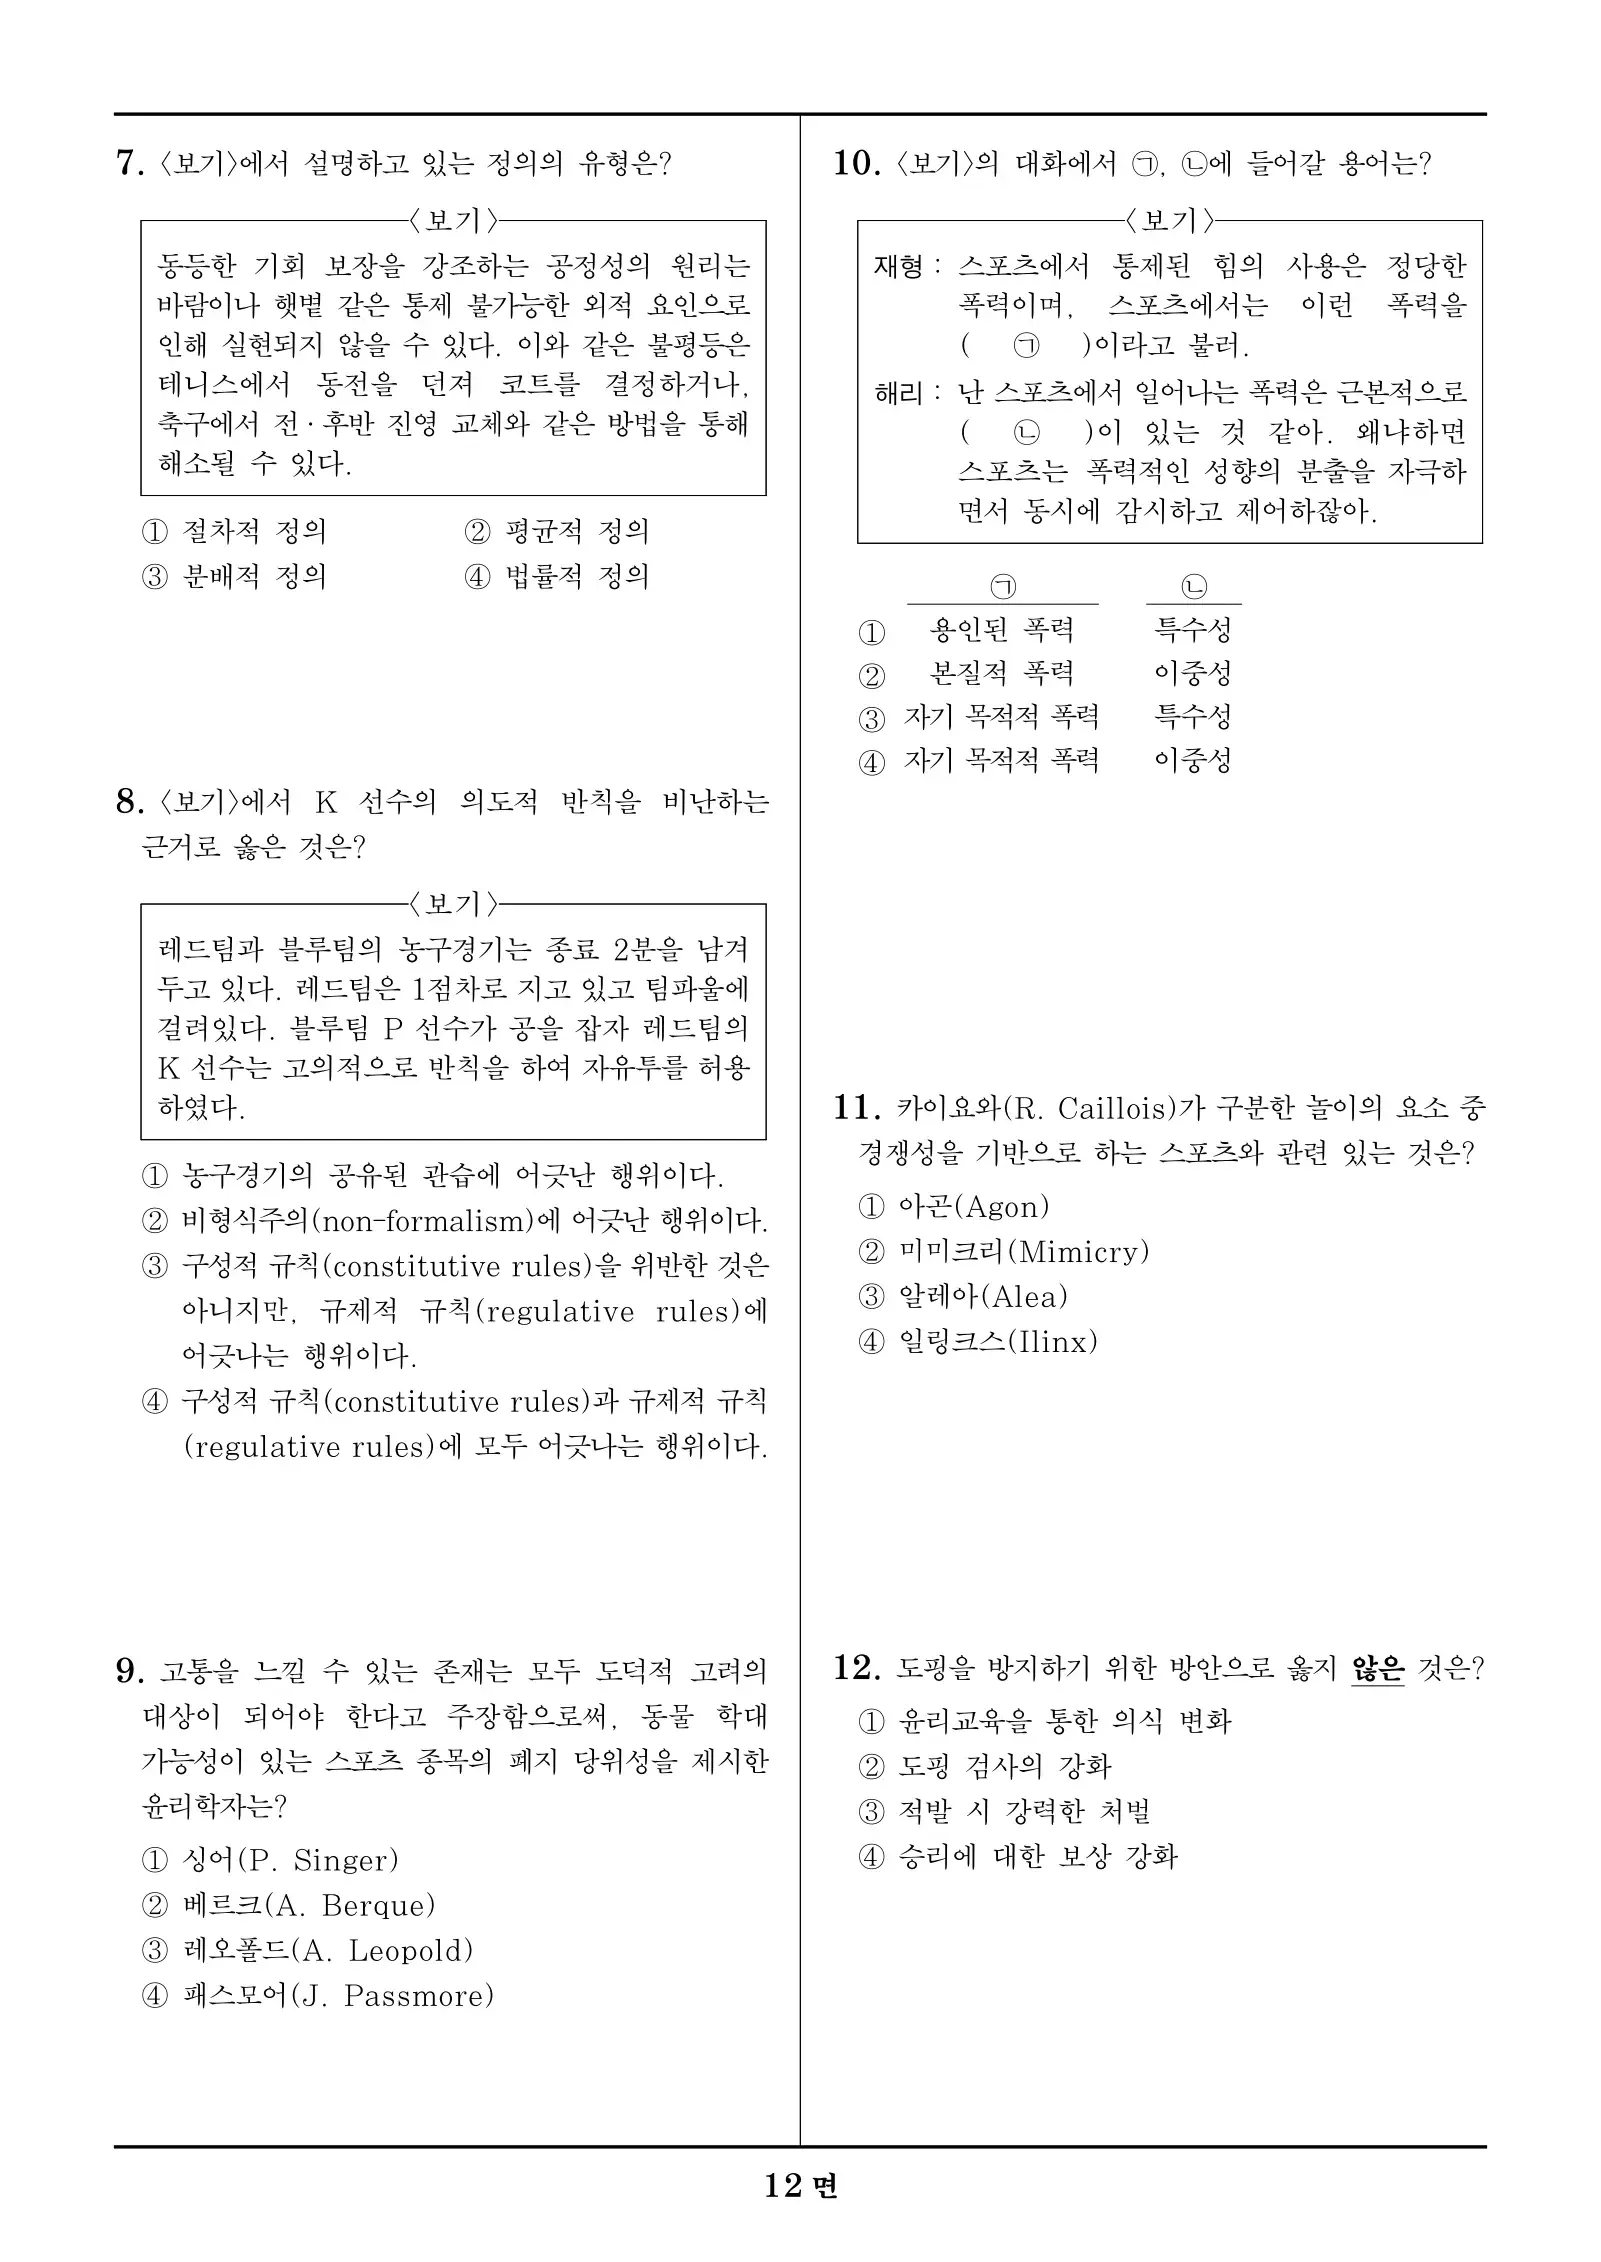 7. 〈보기〉에서 설명하고 있는 정의의 유형은?
〈보기〉
동등한 기회 보장을 강조하는 공정성의 원리는
바람이나 햇볕 같은 통제 불가능한 외적 요인으로
인해 실현되지 않을 수 있다. 이와 같은 불평등은
테니스에서 동전을 던져 코트를 결정하거나,
축구에서 전·후반 진영 교체와 같은 방법을 통해
해소될 수 있다.
① 절차적 정의 ② 평균적 정의
③ 분배적 정의 ④ 법률적 정의
8. 〈보기〉에서 K 선수의 의도적 반칙을 비난하는
근거로 옳은 것은?
〈보기〉
레드팀과 블루팀의 농구경기는 종료 2분을 남겨
두고 있다. 레드팀은 1점차로 지고 있고 팀파울에
걸려있다. 블루팀 P 선수가 공을 잡자 레드팀의
K 선수는 고의적으로 반칙을 하여 자유투를 허용
하였다.
① 농구경기의 공유된 관습에 어긋난 행위이다.
② 비형식주의(non-formalism)에 어긋난 행위이다.
③ 구성적 규칙(constitutive rules)을 위반한 것은
아니지만, 규제적 규칙(regulative rules)에
어긋나는 행위이다.
④ 구성적 규칙(constitutive rules)과 규제적 규칙
(regulative rules)에 모두 어긋나는 행위이다.
9. 고통을 느낄 수 있는 존재는 모두 도덕적 고려의
대상이 되어야 한다고 주장함으로써, 동물 학대
가능성이 있는 스포츠 종목의 폐지 당위성을 제시한
윤리학자는?
① 싱어(P. Singer)
② 베르크(A. Berque)
③ 레오폴드(A. Leopold)
④ 패스모어(J. Passmore)
10. 〈보기〉의 대화에서 ㉠, ㉡에 들어갈 용어는?
〈보기〉
재형 : 스포츠에서 통제된 힘의 사용은 정당한
폭력이며, 스포츠에서는 이런 폭력을
( ㉠ )이라고 불러.
해리 : 난 스포츠에서 일어나는 폭력은 근본적으로
( ㉡ )이 있는 것 같아. 왜냐하면
스포츠는 폭력적인 성향의 분출을 자극하
면서 동시에 감시하고 제어하잖아.
㉠ ㉡
① 용인된 폭력 특수성
② 본질적 폭력 이중성
③ 자기 목적적 폭력 특수성
④ 자기 목적적 폭력 이중성
11. 카이요와(R. Caillois)가 구분한 놀이의 요소 중
경쟁성을 기반으로 하는 스포츠와 관련 있는 것은?
① 아곤(Agon)
② 미미크리(Mimicry)
③ 알레아(Alea)
④ 일링크스(Ilinx)
12. 도핑을 방지하기 위한 방안으로 옳지 않은 것은?
① 윤리교육을 통한 의식 변화
② 도핑 검사의 강화
③ 적발 시 강력한 처벌
④ 승리에 대한 보상 강화
12 면